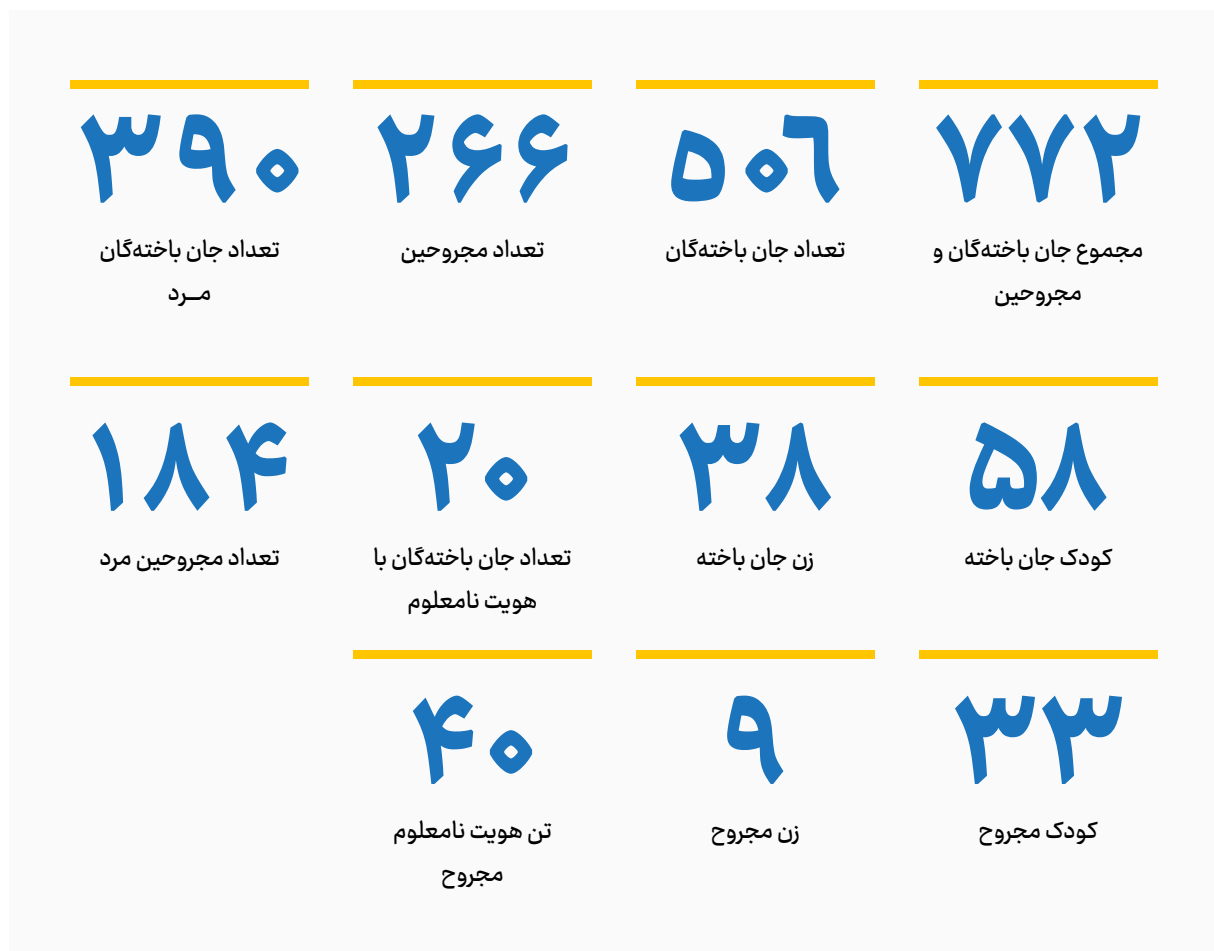 ۷۷۲
مجموع جان باخته‌گان و
مجروحین
٥٠٦
تعداد جان باخته‌گان
۲۶۶
تعداد مجروحین
۳۹۰
تعداد جان باخته‌گان
مــرد
۵۸
کودک جان باخته
۳۸
زن جان باخته
۲۰
تعداد جان باخته‌گان با
هویت نامعلوم
۱۸۴
تعداد مجروحین مرد
۳۳
کودک مجروح
۹
زن مجروح
۴۰
تن هویت نامعلوم
مجروح